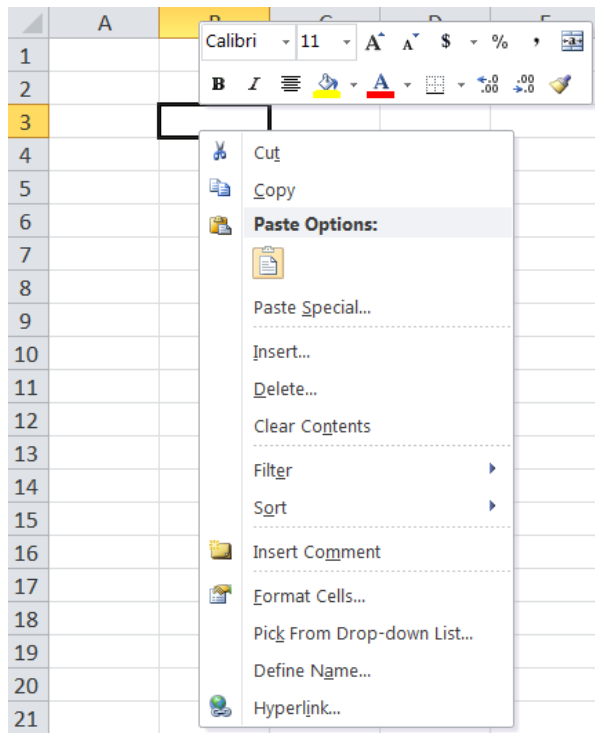 A B C D E
Calibri 11 A A $ % , a
1
B I A .0 .00 .00 .0
2
3
4 Cut
5 Copy
6 Paste Options:
7
8
Paste Special...
9
10 Insert...
11 Delete...
12 Clear Contents
13
Filter
14
Sort
15
16 Insert Comment
17 Format Cells...
18
Pick From Drop-down List...
19
Define Name...
20
21 Hyperlink...